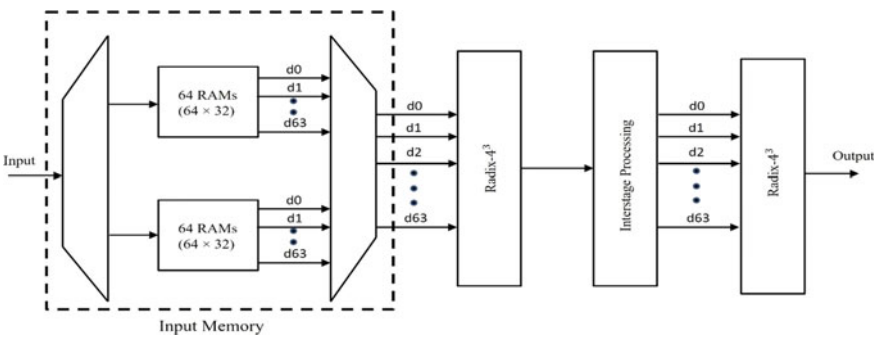 Input
64 RAMs
(64 × 32)
d0
d1
d63
64 RAMs
(64 × 32)
d0
d1
d63
Input Memory
d0
d1
d2
d63
Radix-4³
Interstage Processing
d0
d1
d2
d63
Radix-4³
Output